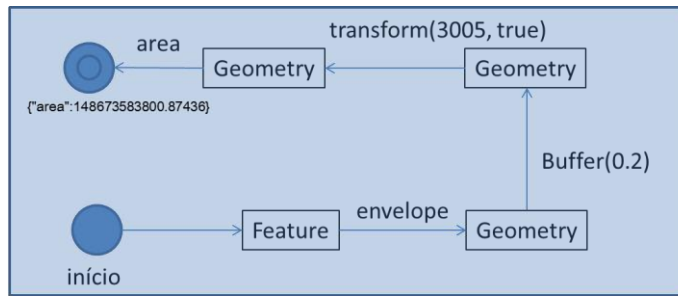 area
transform(3005, true)
Geometry
Geometry
{"area":148673583800.87436}
Buffer(0.2)
envelope
Feature
Geometry
início